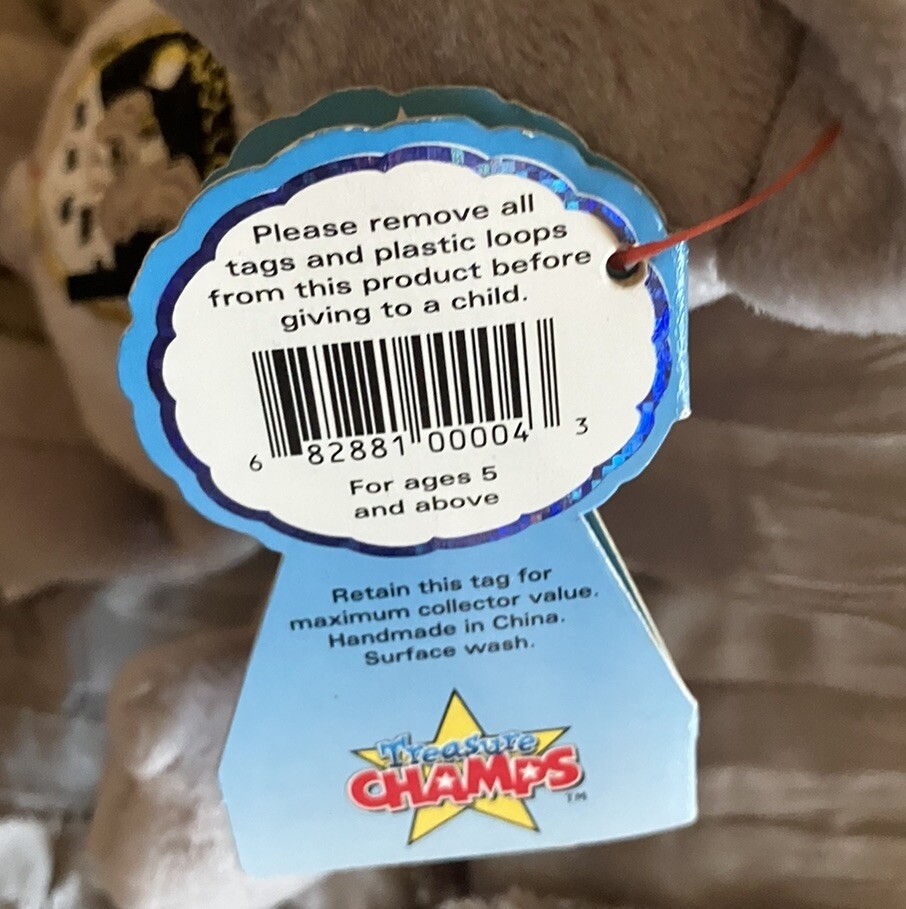 Please remove all
tags and plastic loops
from this product before
giving to a child.
6 82881 00004 3
For ages 5
and above
Retain this tag for
maximum collector value.
Handmade in China.
Surface wash.
Treasure
CHAMPS
TM